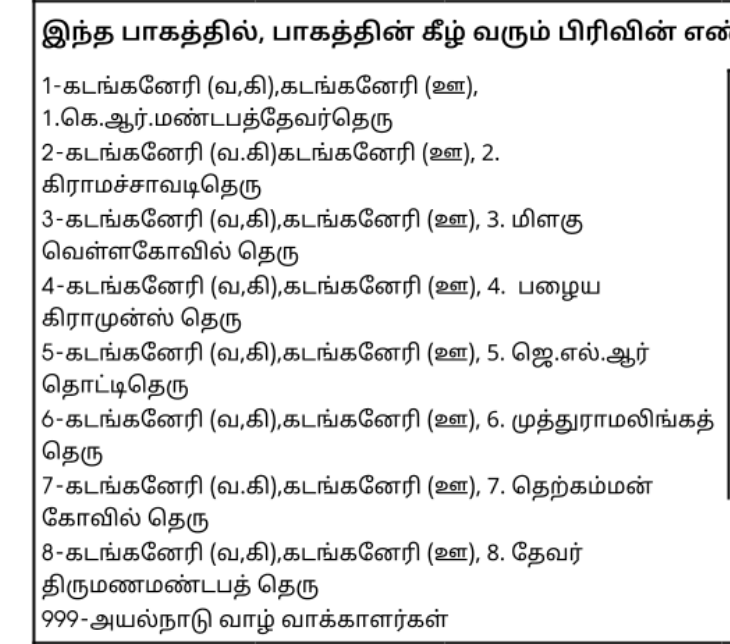 இந்த பாகத்தில், பாகத்தின் கீழ் வரும் பிரிவின் எண்
1-கடங்கனேரி (வ,கி),கடங்கனேரி (ஊ),
1.கெ.ஆர்.மண்டபத்தேவர்தெரு
2-கடங்கனேரி (வ.கி)கடங்கனேரி (ஊ), 2.
கிராமச்சாவடிதெரு
3-கடங்கனேரி (வ,கி),கடங்கனேரி (ஊ), 3. மிளகு
வெள்ளகோவில் தெரு
4-கடங்கனேரி (வ,கி),கடங்கனேரி (ஊ), 4. பழைய
கிராமுன்ஸ் தெரு
5-கடங்கனேரி (வ,கி),கடங்கனேரி (ஊ), 5. ஜெ.எல்.ஆர்
தொட்டிதெரு
6-கடங்கனேரி (வ,கி),கடங்கனேரி (ஊ), 6. முத்துராமலிங்கத்
தெரு
7-கடங்கனேரி (வ.கி),கடங்கனேரி (ஊ), 7. தெற்கம்மன்
கோவில் தெரு
8-கடங்கனேரி (வ,கி),கடங்கனேரி (ஊ), 8. தேவர்
திருமணமண்டபத் தெரு
999-அயல்நாடு வாழ் வாக்காளர்கள்